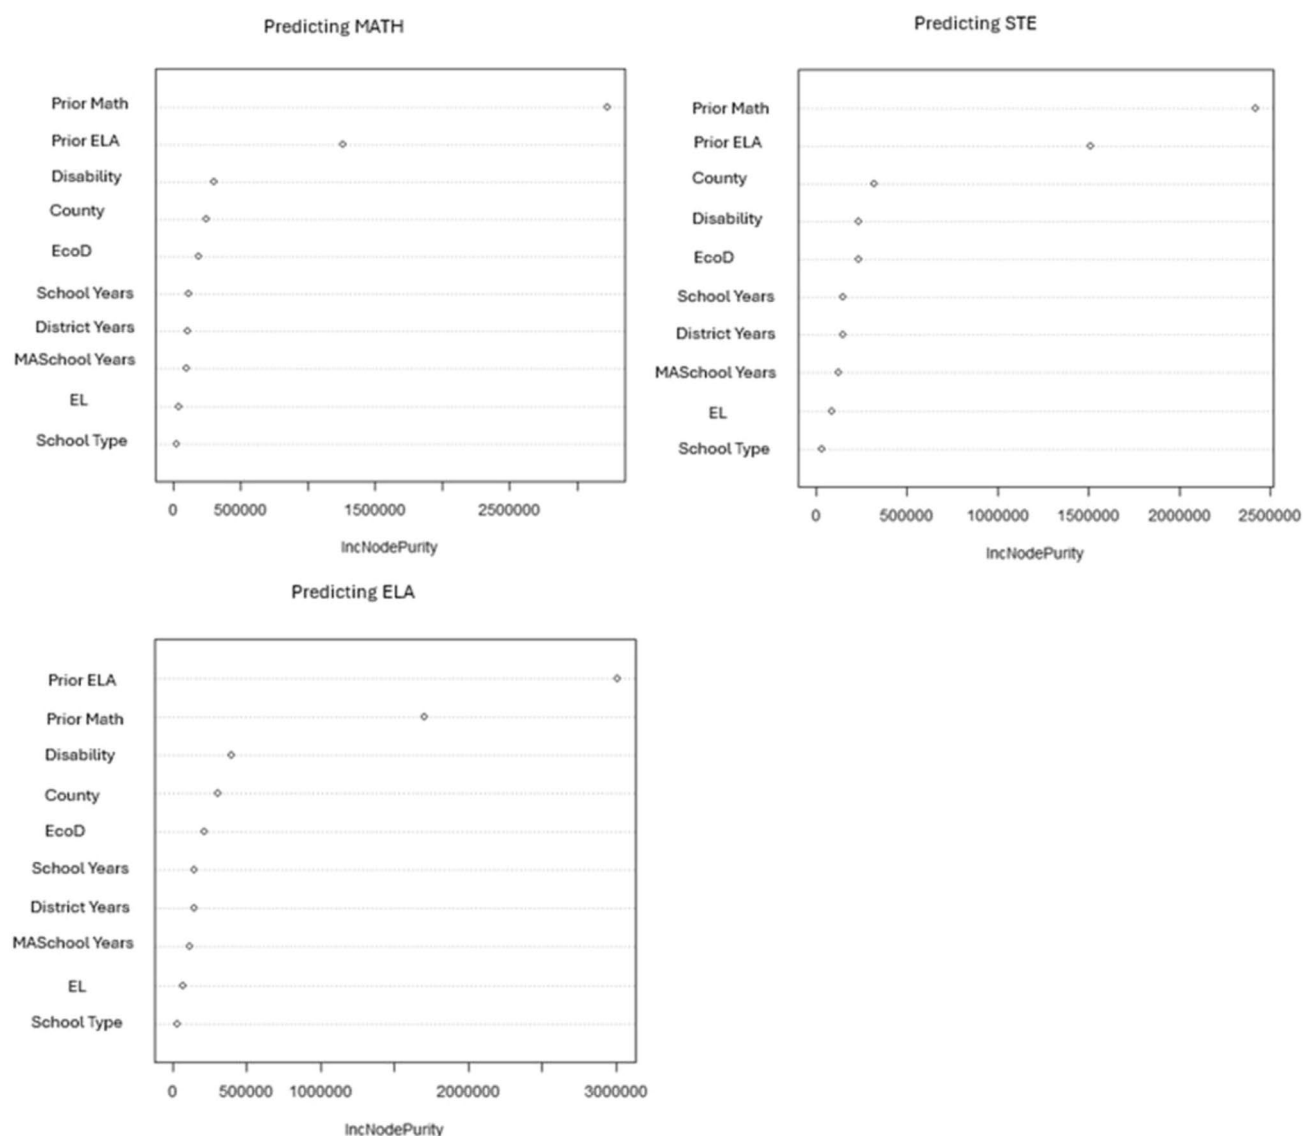 Predicting MATH
Prior Math
Prior ELA
Disability
County
EcoD
School Years
District Years
MASchool Years
EL
School Type
0 500000 1500000 2500000
IncNodePurity
Predicting STE
Prior Math
Prior ELA
County
Disability
EcoD
School Years
District Years
MASchool Years
EL
School Type
0 500000 1000000 1500000 2000000 2500000
IncNodePurity
Predicting ELA
Prior ELA
Prior Math
Disability
County
EcoD
School Years
District Years
MASchool Years
EL
School Type
0 500000 1000000 2000000 3000000
IncNodePurity